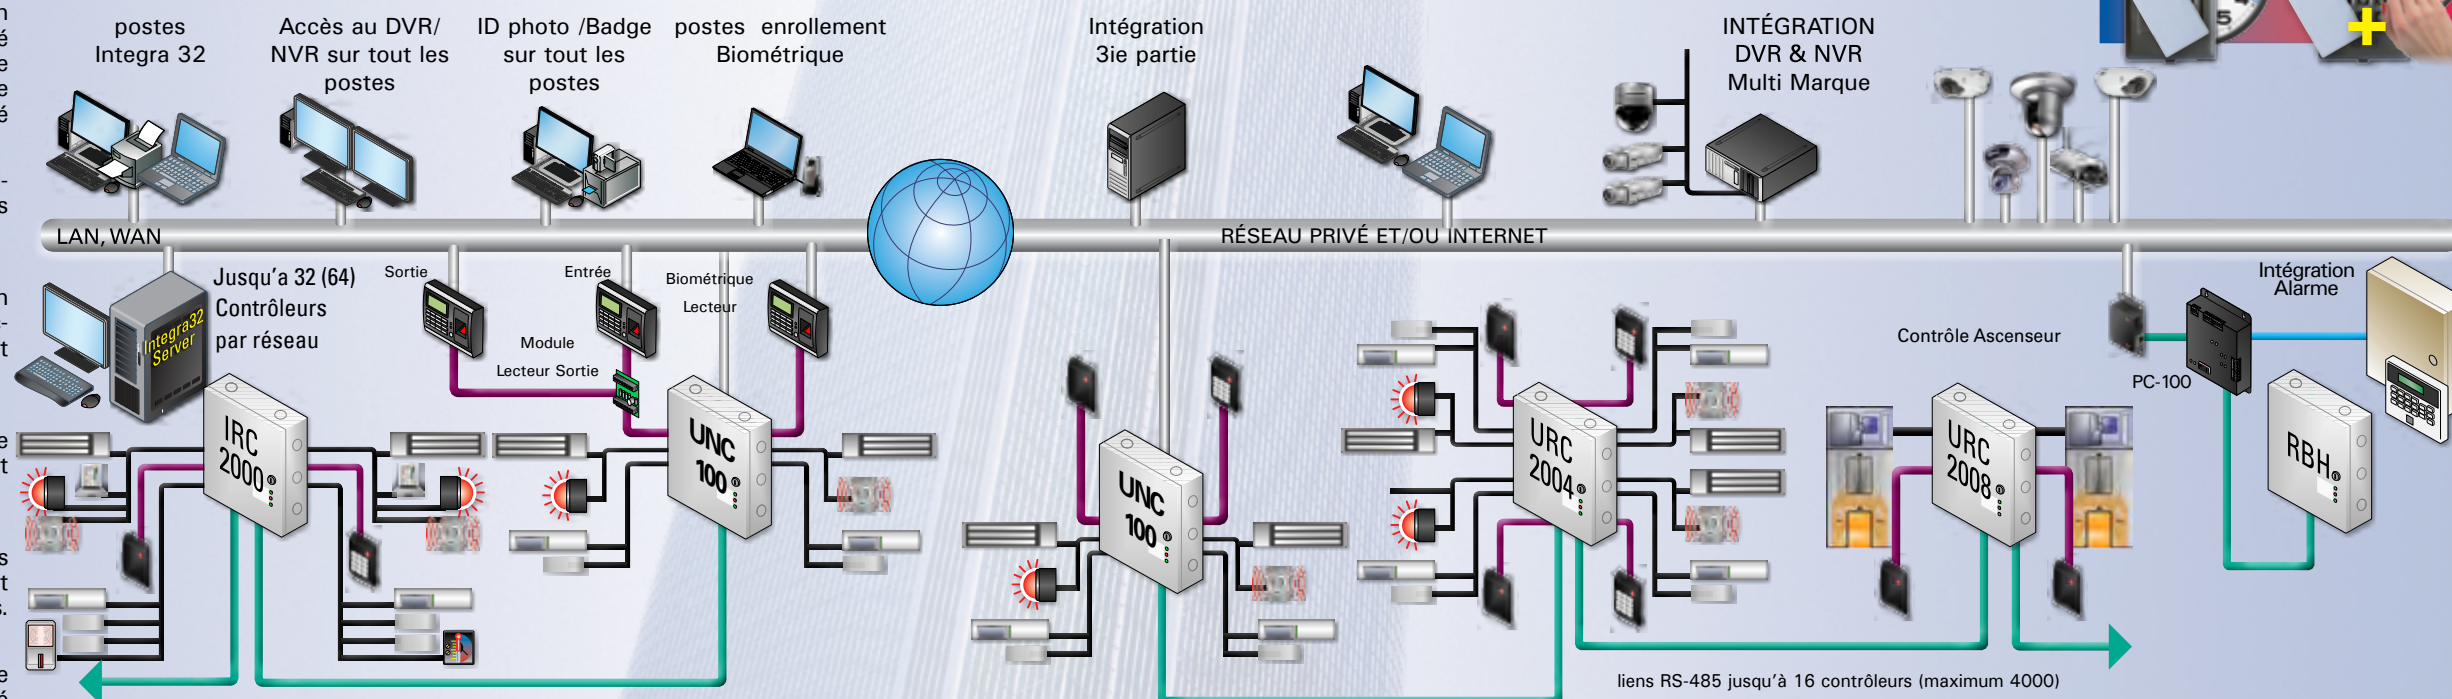 postes
Integra 32
Accès au DVR/
NVR sur tout les
postes
ID photo /Badge
sur tout les
postes
postes enrollement
Biométrique
Intégration
3ie partie
INTÉGRATION
DVR & NVR
Multi Marque
LAN, WAN
RÉSEAU PRIVÉ ET/OU INTERNET
Integra32
Server
Jusqu'a 32 (64)
Contrôleurs
par réseau
Sortie
Entrée
Biométrique
Lecteur
Module
Lecteur Sortie
Contrôle Ascenseur
Intégration
Alarme
PC-100
IRC
2000
UNC
100
UNC
100
URC
2004
URC
2008
RBH
liens RS-485 jusqu'à 16 contrôleurs (maximum 4000)